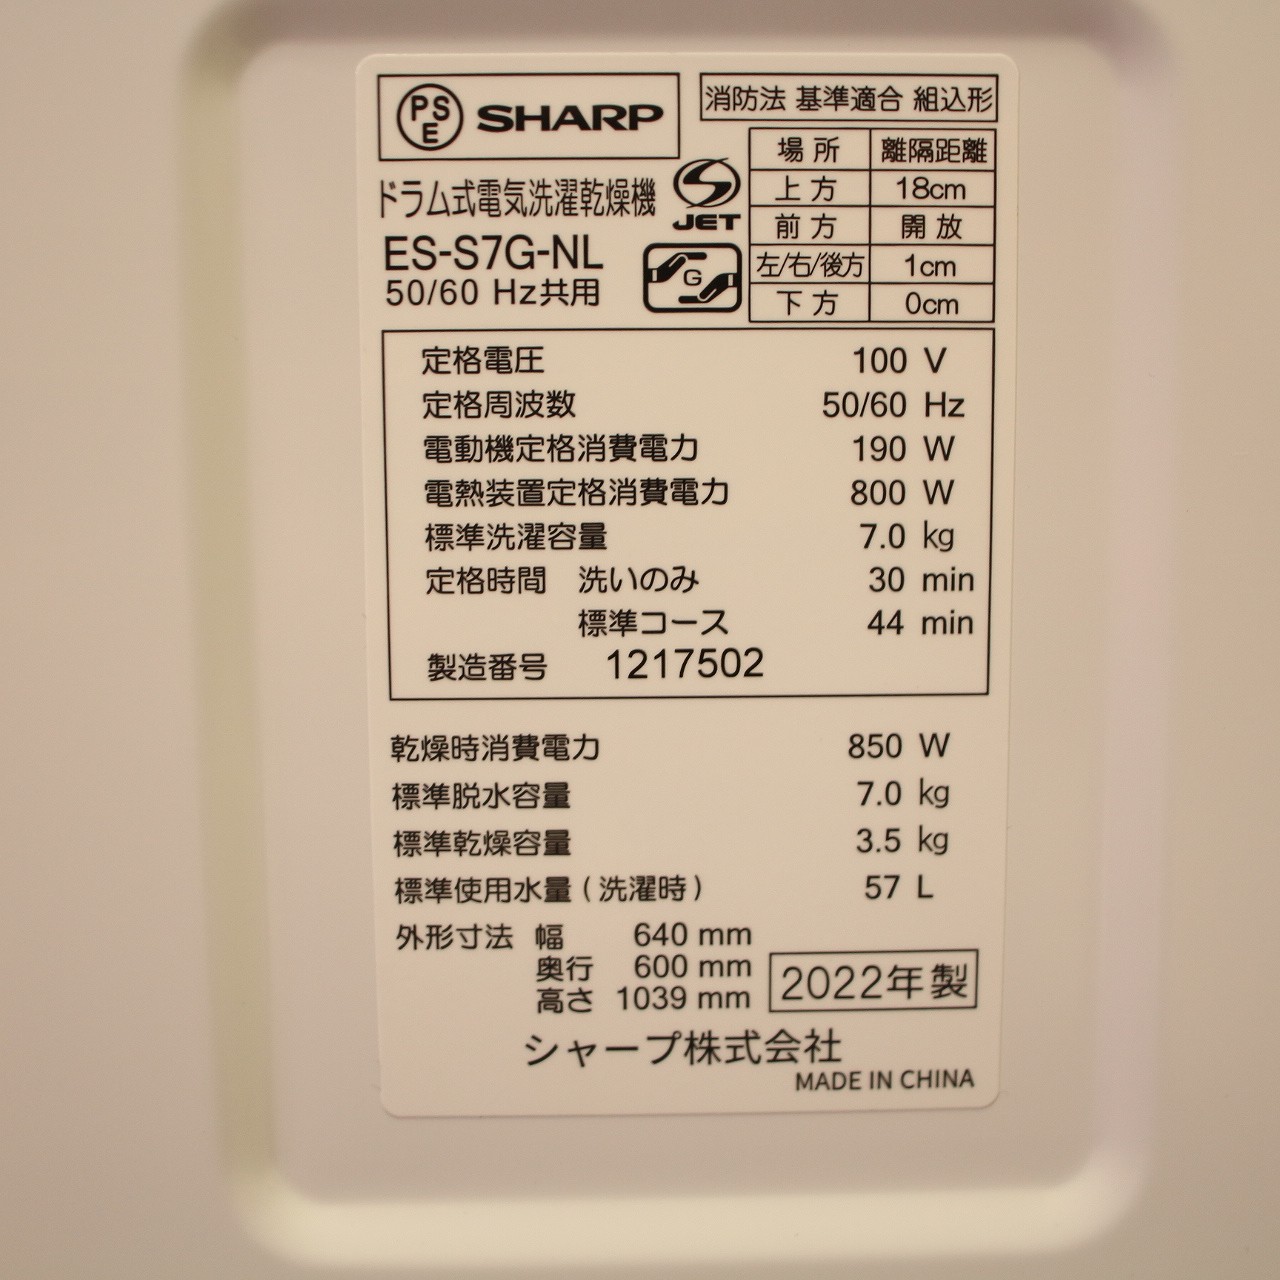 PSE SHARP
消防法 基準適合 組込形
場所 離隔距離
上方 18cm
前方 開放
左/右/後方 1cm
下方 0cm
ドラム式電気洗濯乾燥機
JET
ES-S7G-NL
G
50/60 Hz共用
定格電圧 100 V
定格周波数 50/60 Hz
電動機定格消費電力 190 W
電熱装置定格消費電力 800 W
標準洗濯容量 7.0 kg
定格時間 洗いのみ 30 min
標準コース 44 min
製造番号 1217502
乾燥時消費電力 850 W
標準脱水容量 7.0 kg
標準乾燥容量 3.5 kg
標準使用水量(洗濯時) 57 L
外形寸法 幅 640 mm
奥行 600 mm
高さ 1039 mm
2022年製
シャープ株式会社
MADE IN CHINA